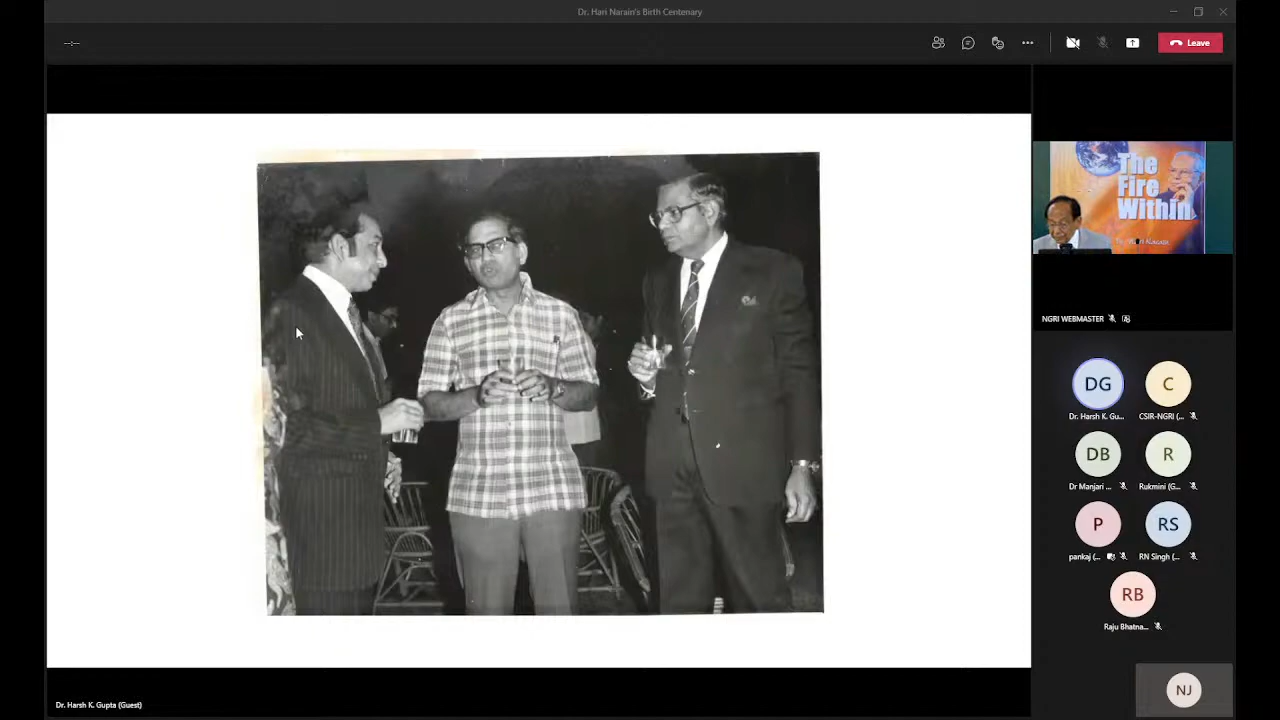 Dr. Hari Narain's Birth Centenary
--:--
Leave
The
Fire
Within
NGRI WEBMASTER
DG
C
Dr. Harsh K. Gu...
CSIR-NGRI (...
DB
R
Dr Manjari ...
Rukmini (G...
P
RS
pankaj (...
RN Singh (...
RB
Raju Bhatna...
NJ
Dr. Harsh K. Gupta (Guest)